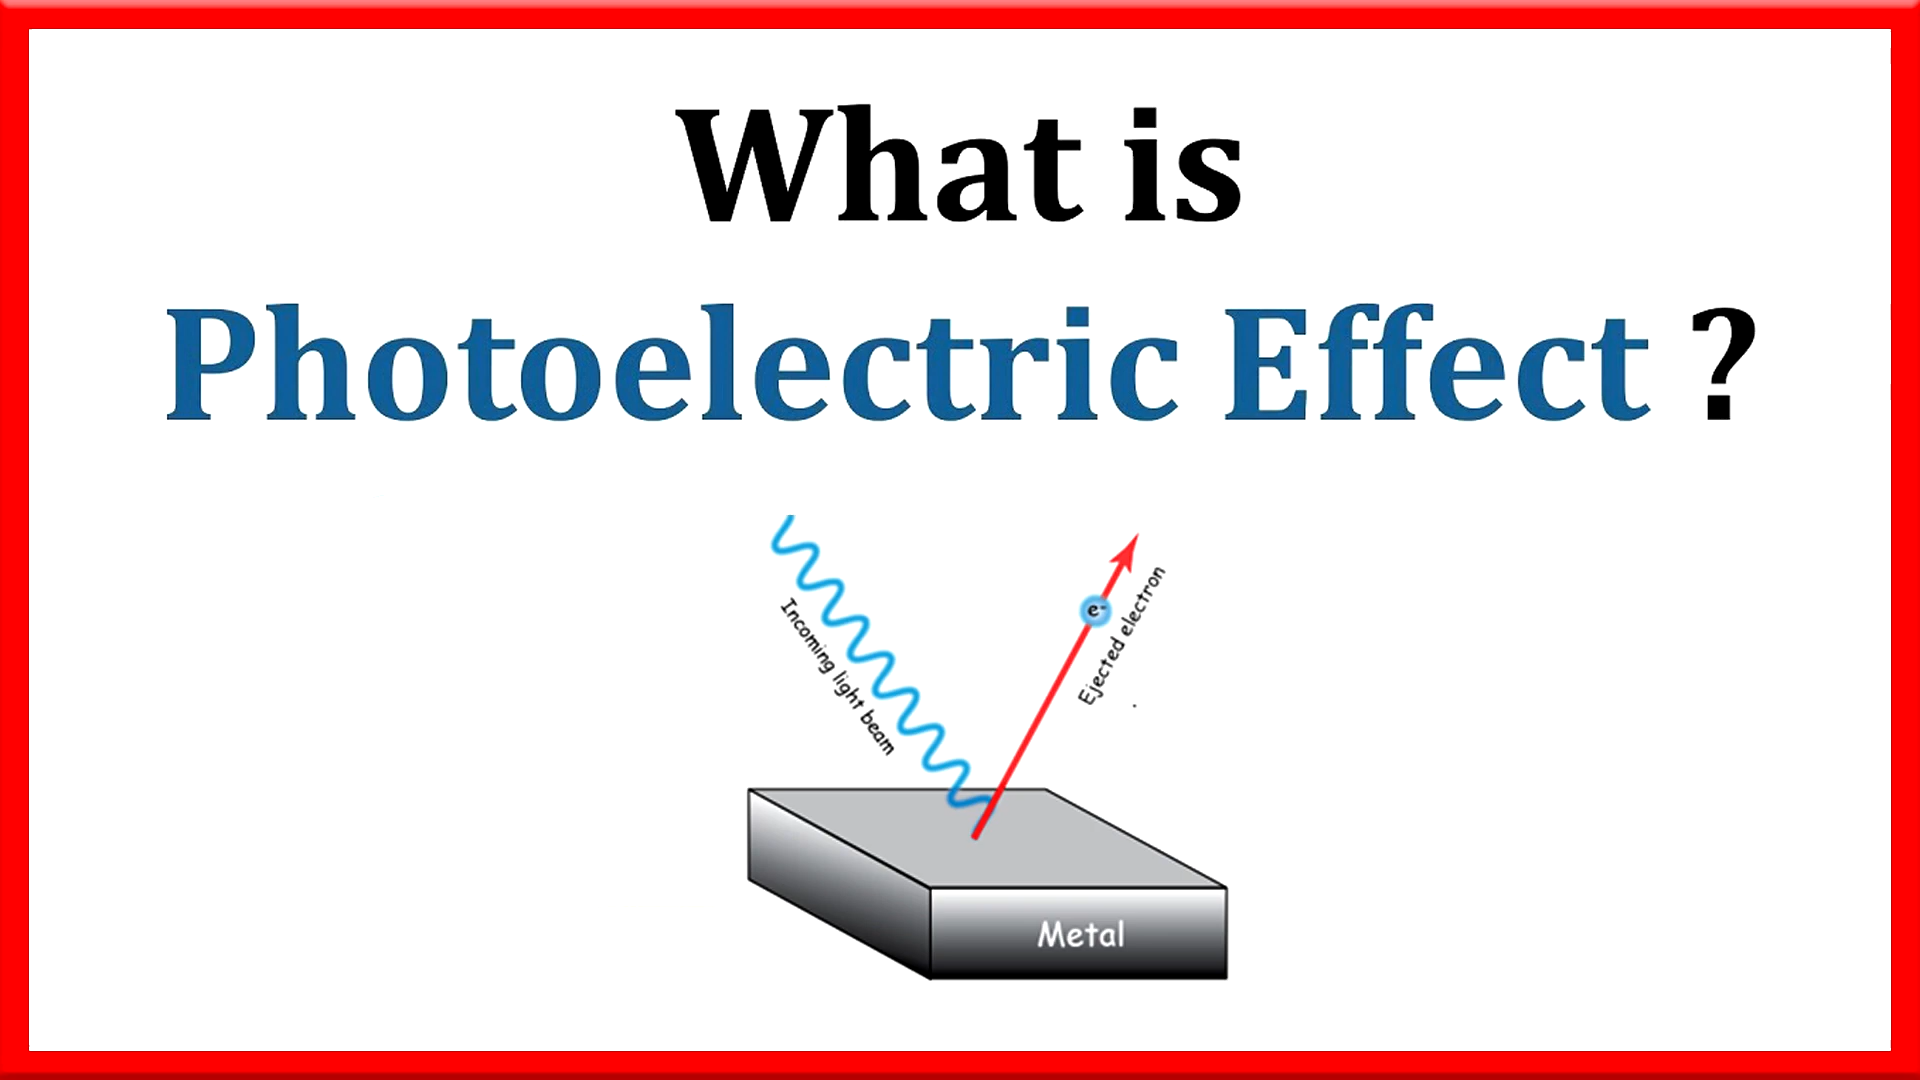 What is
Photoelectric Effect ?
Incoming light beam
e-
Ejected electron
Metal